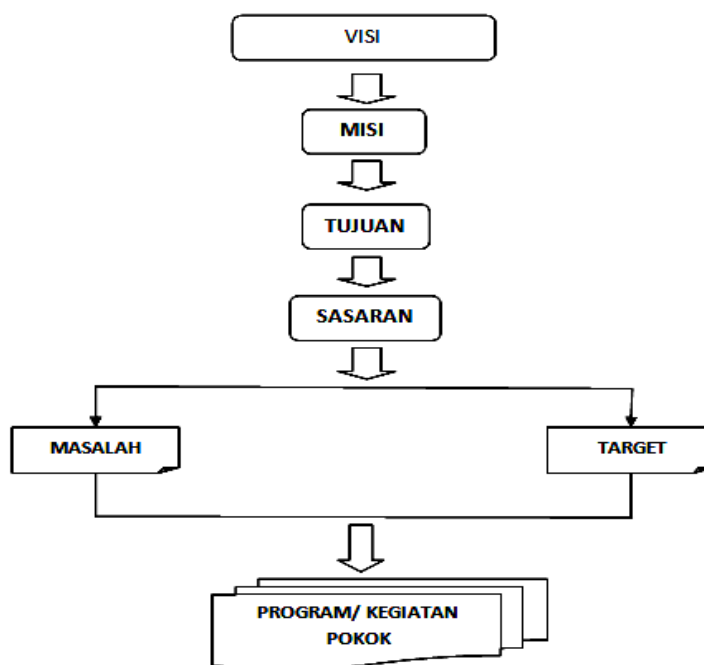 VISI
MISI
TUJUAN
SASARAN
MASALAH
TARGET
PROGRAM/ KEGIATAN
POKOK